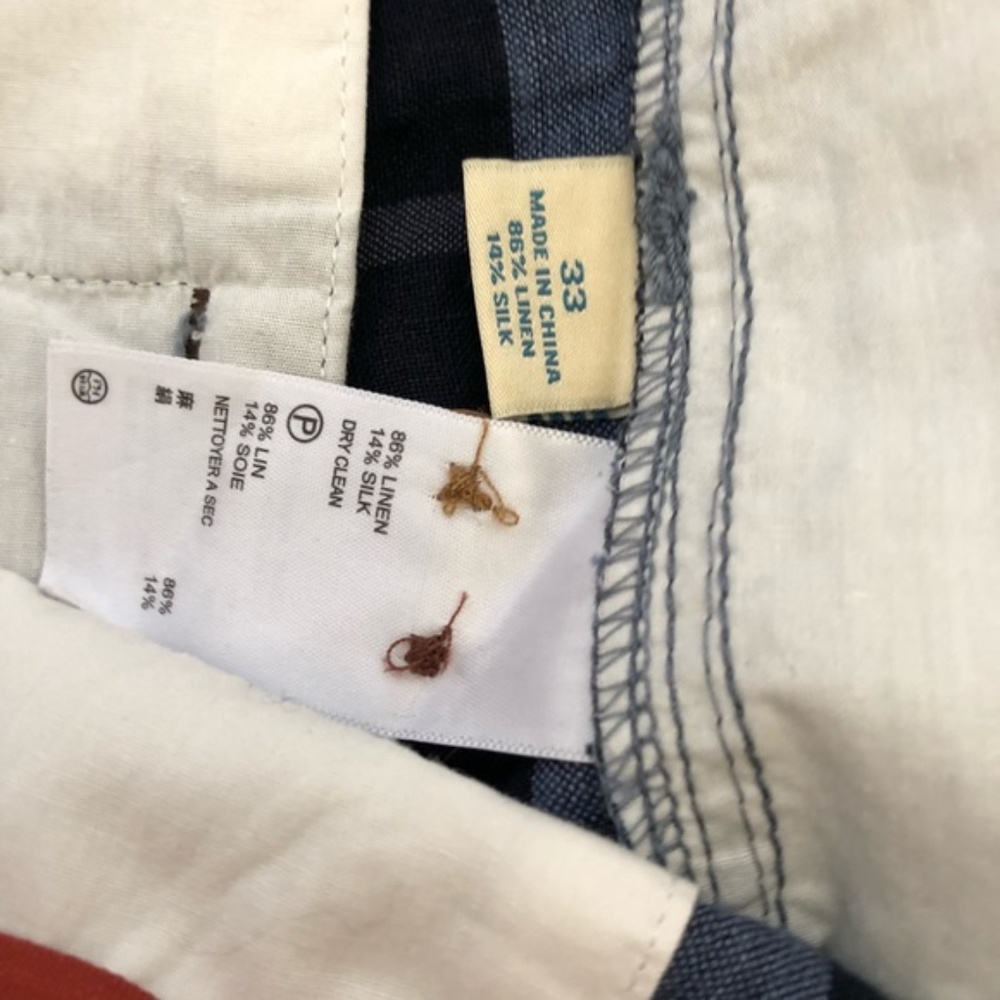 33
MADE IN CHINA
86% LINEN
14% SILK
86% LINEN
14% SILK
DRY CLEAN
P
86% LIN
14% SOIE
NETTOYER A SEC
麻 86%
絹 14%